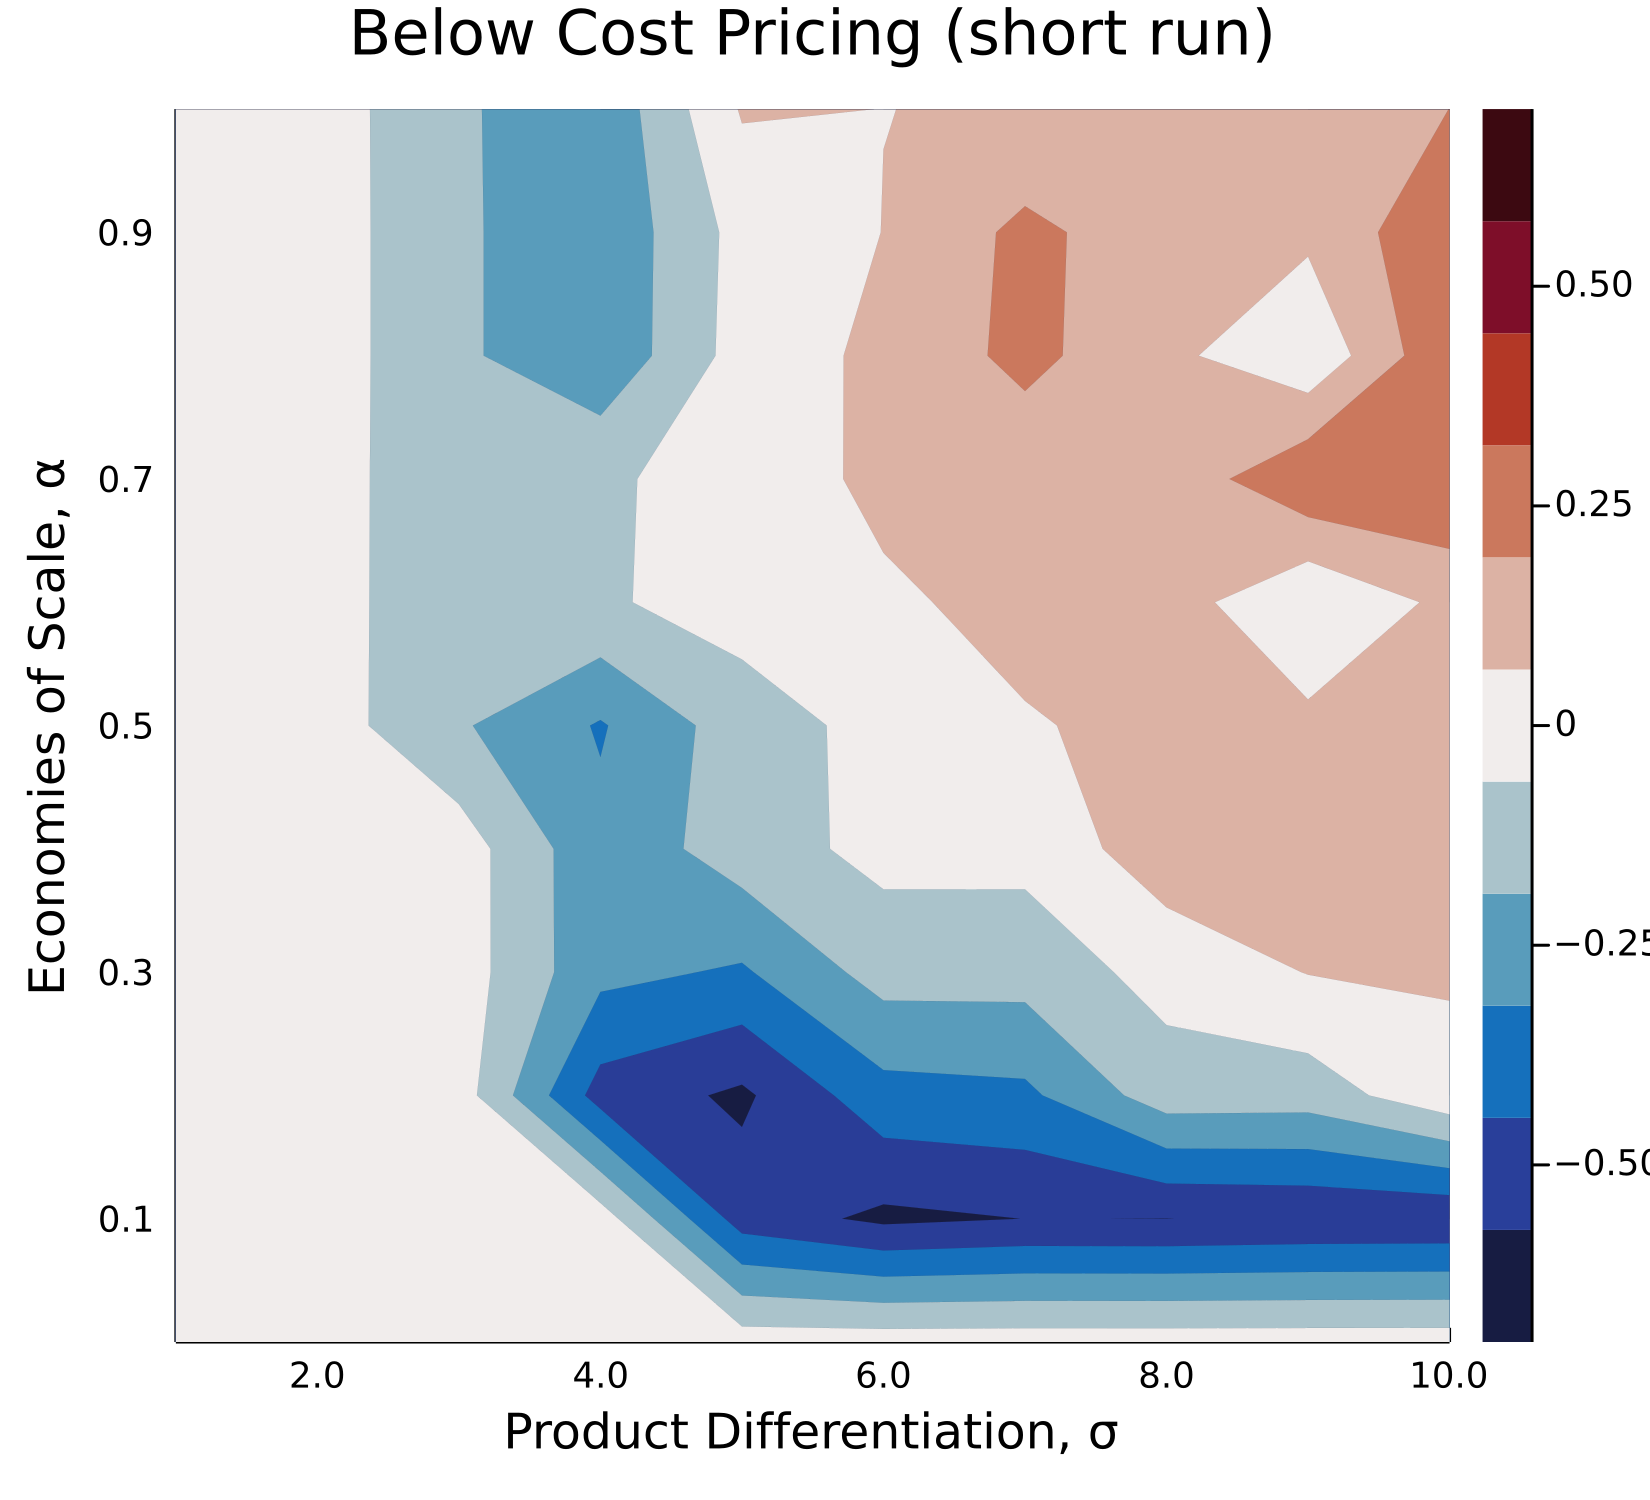 Below Cost Pricing (short run)
Economies of Scale, α
0.9
0.7
0.5
0.3
0.1
2.0 4.0 6.0 8.0 10.0
Product Differentiation, σ
0.50
0.25
0
−0.25
−0.50